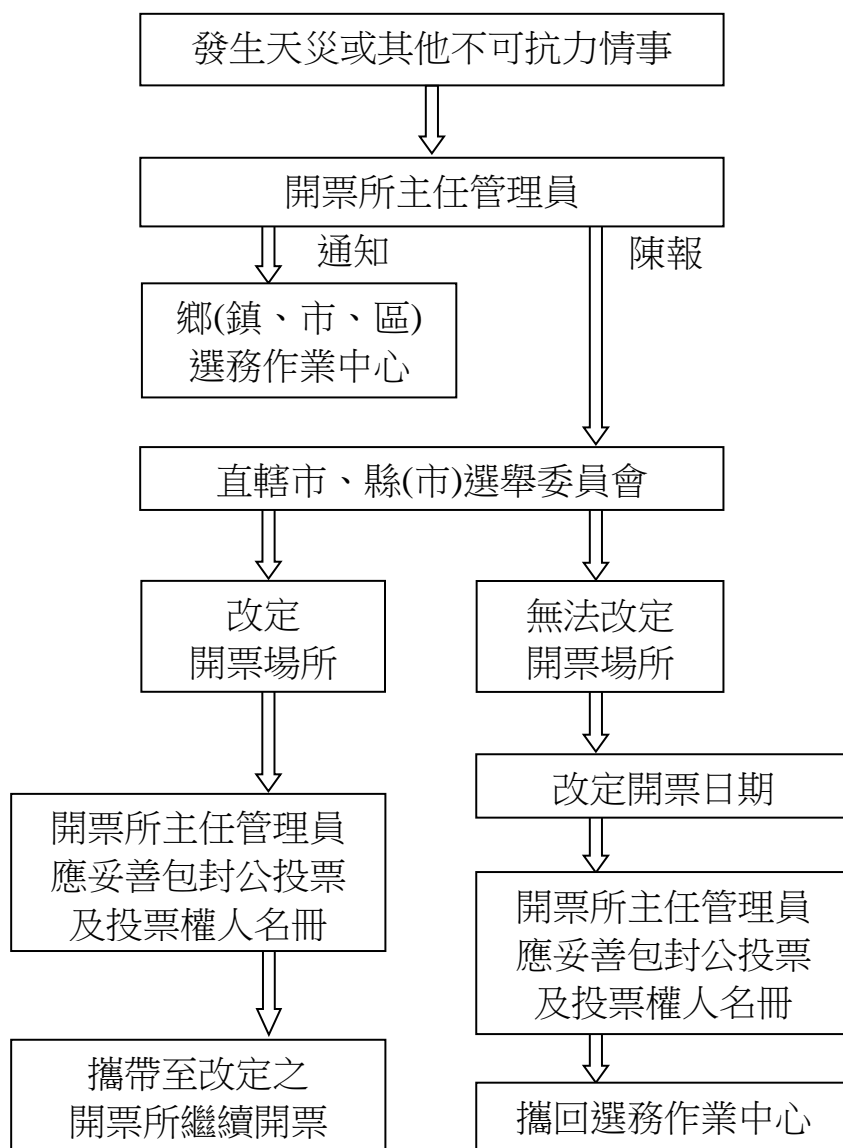 發生天災或其他不可抗力情事
開票所主任管理員
通知
陳報
鄉(鎮、市、區)
選務作業中心
直轄市、縣(市)選舉委員會
改定
開票場所
無法改定
開票場所
改定開票日期
開票所主任管理員
應妥善包封公投票
及投票權人名冊
開票所主任管理員
應妥善包封公投票
及投票權人名冊
攜帶至改定之
開票所繼續開票
攜回選務作業中心